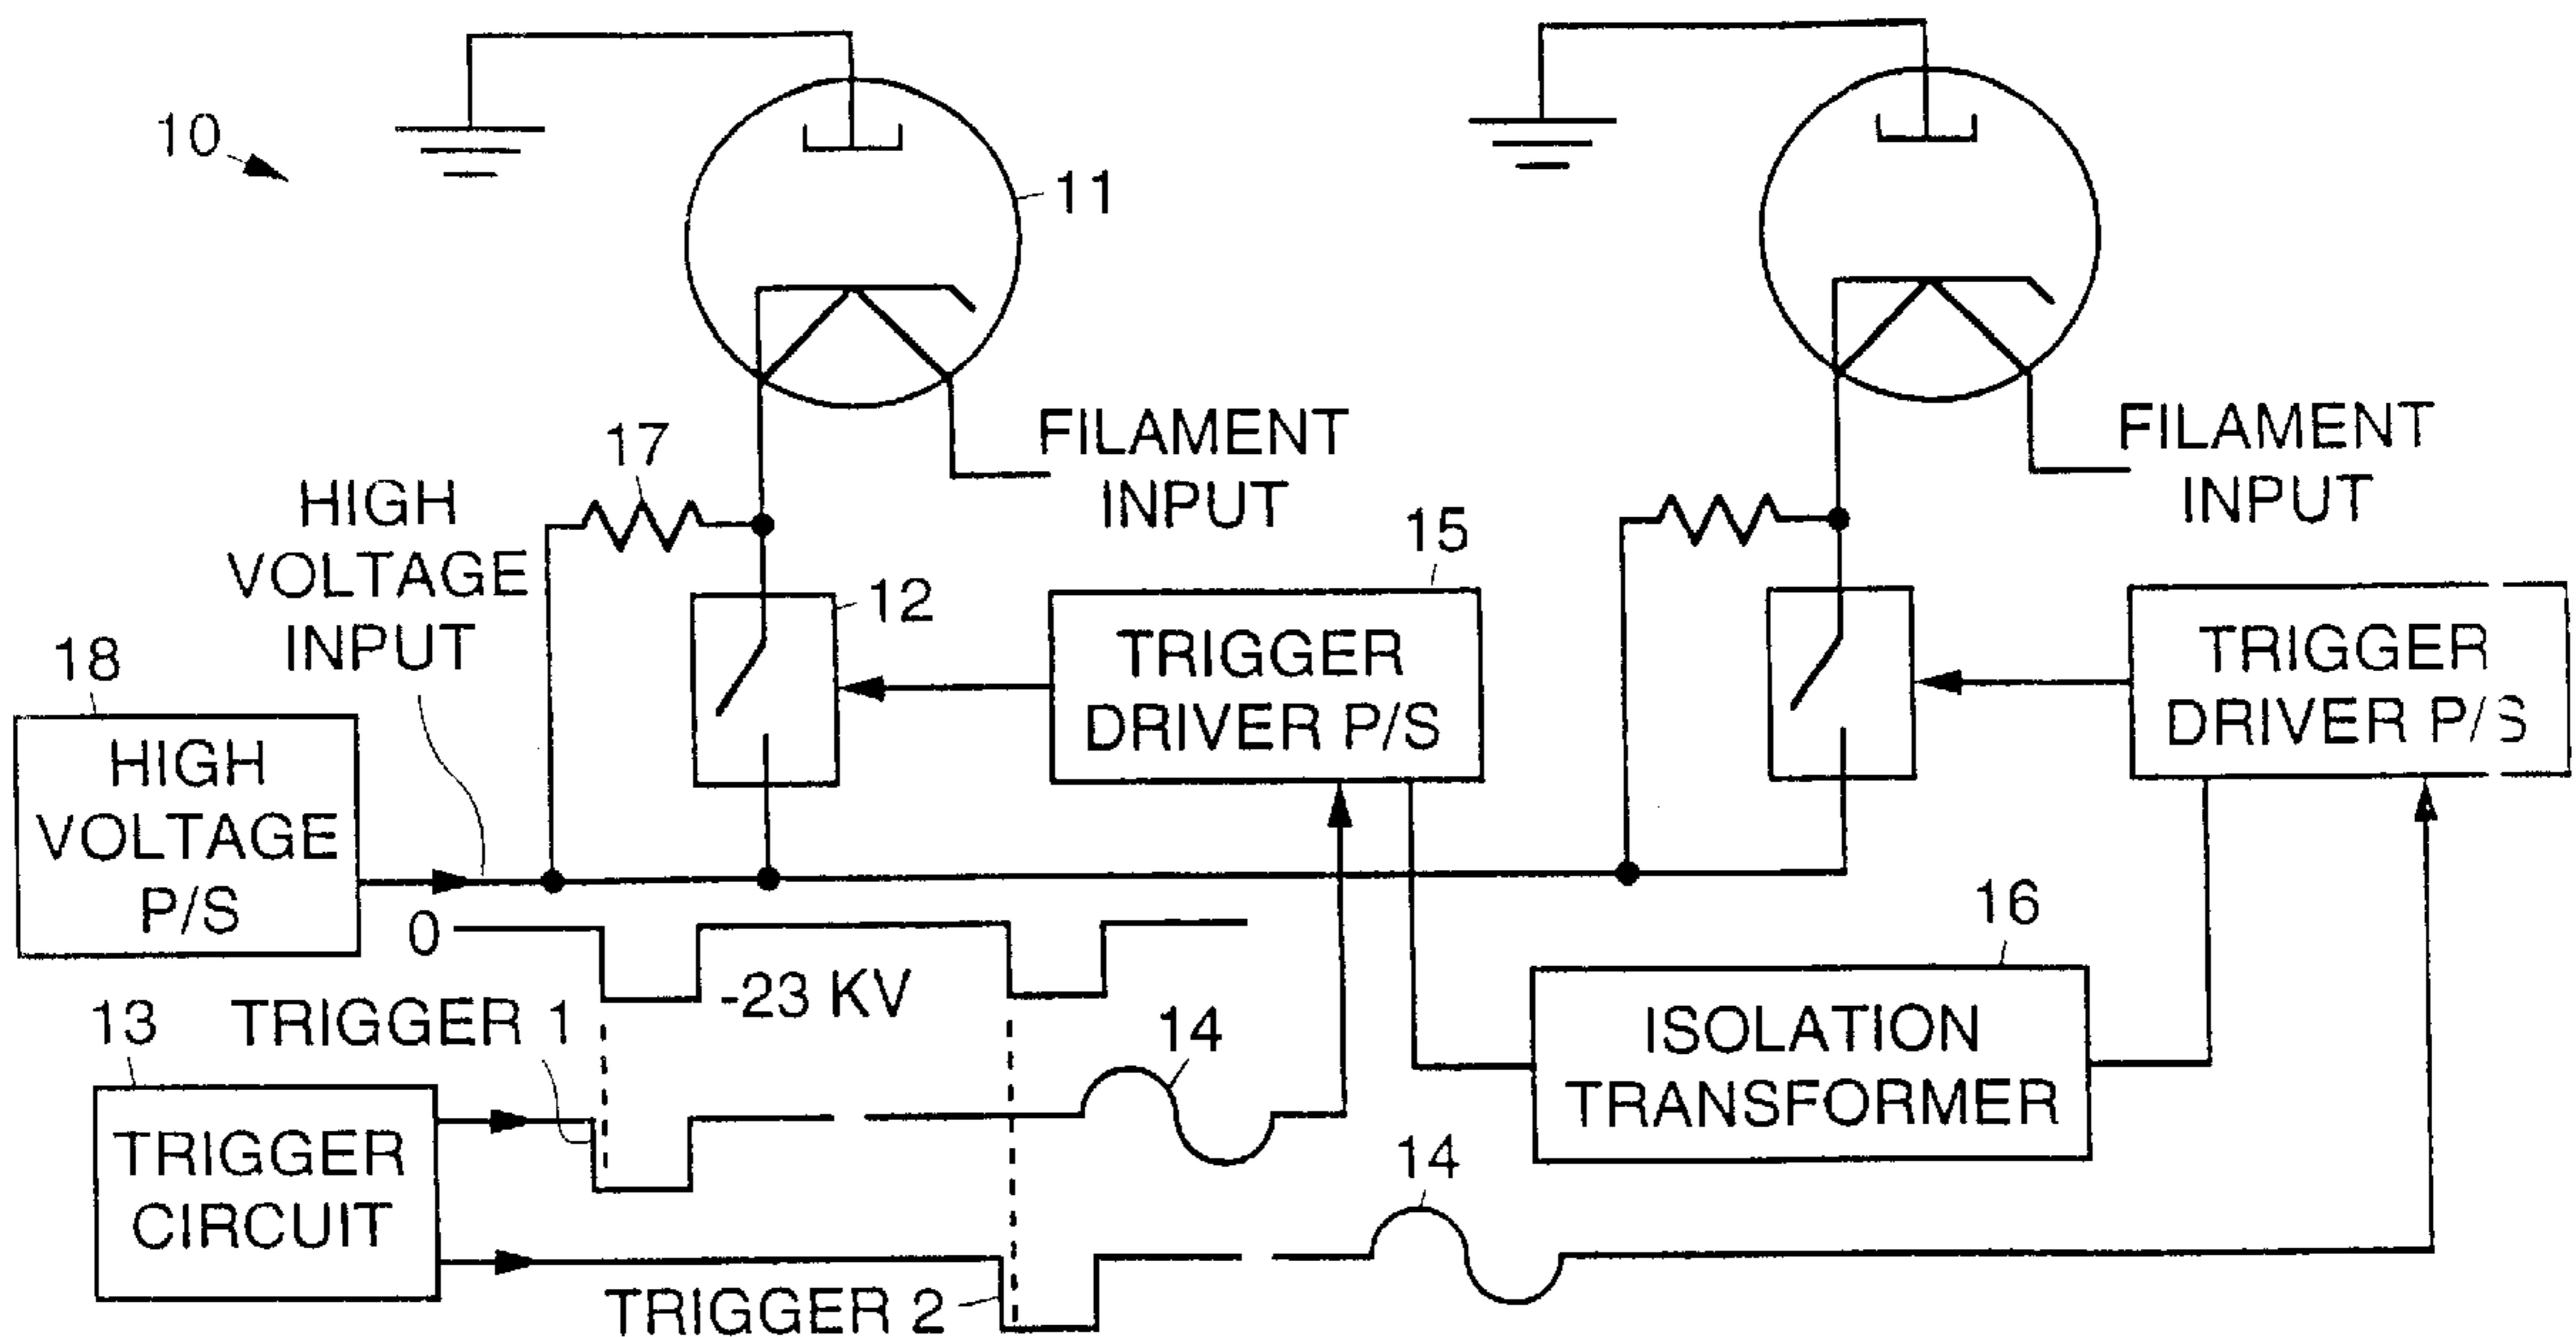 10
11
17
FILAMENT
INPUT
FILAMENT
INPUT
HIGH
VOLTAGE
INPUT
12
15
TRIGGER
DRIVER P/S
TRIGGER
DRIVER P/S
18
HIGH
VOLTAGE
P/S
0
-23 KV
16
ISOLATION
TRANSFORMER
13
TRIGGER 1
14
TRIGGER
CIRCUIT
14
TRIGGER 2